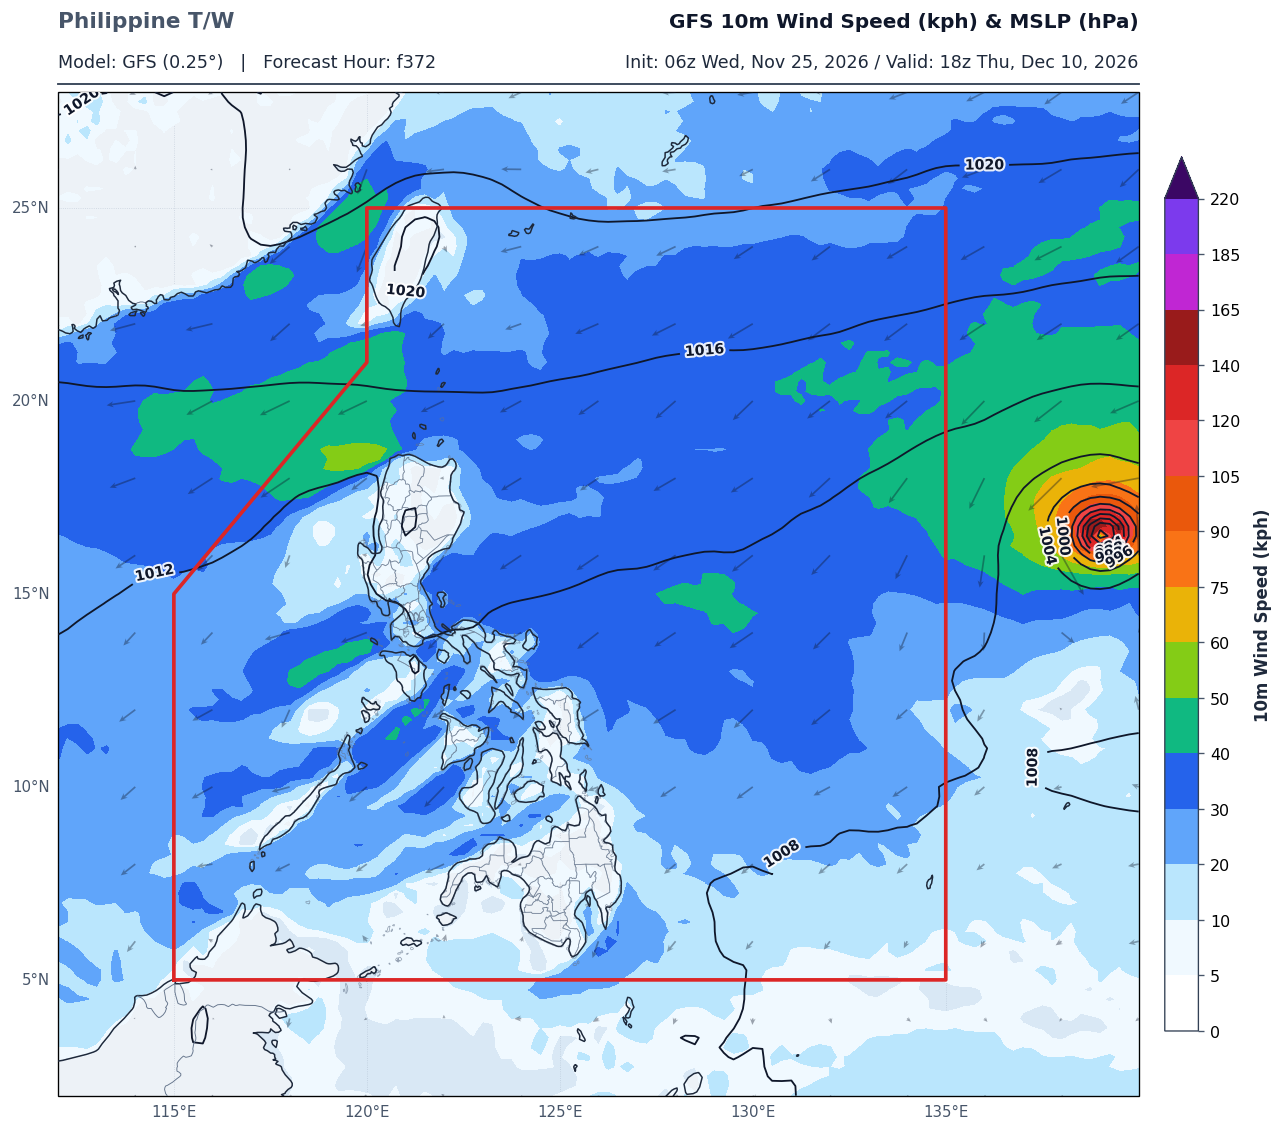 Philippine T/W
GFS 10m Wind Speed (kph) & MSLP (hPa)
Model: GFS (0.25°)   |   Forecast Hour: f372
Init: 06z Wed, Nov 25, 2026 / Valid: 18z Thu, Dec 10, 2026
1020
1020
1020
1016
1012
1008
1008
1004
1000
996
25°N
20°N
15°N
10°N
5°N
115°E
120°E
125°E
130°E
135°E
220
185
165
140
120
105
90
75
60
50
40
30
20
10
5
0
10m Wind Speed (kph)